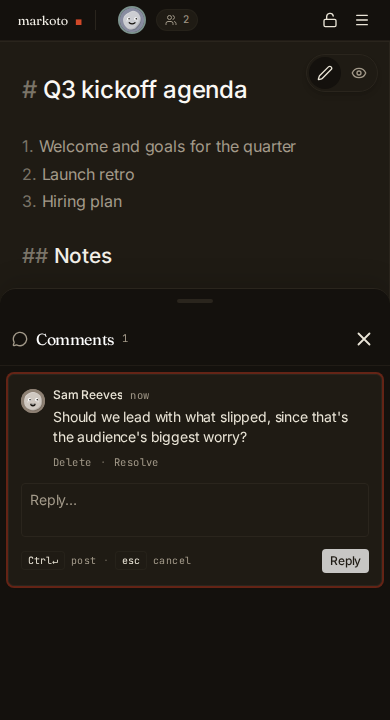 markoto
2
# Q3 kickoff agenda
1. Welcome and goals for the quarter
2. Launch retro
3. Hiring plan
## Notes
Comments 1
Sam Reeves now
Should we lead with what slipped, since that's
the audience's biggest worry?
Delete · Resolve
Reply...
Ctrl↵ post · esc cancel
Reply